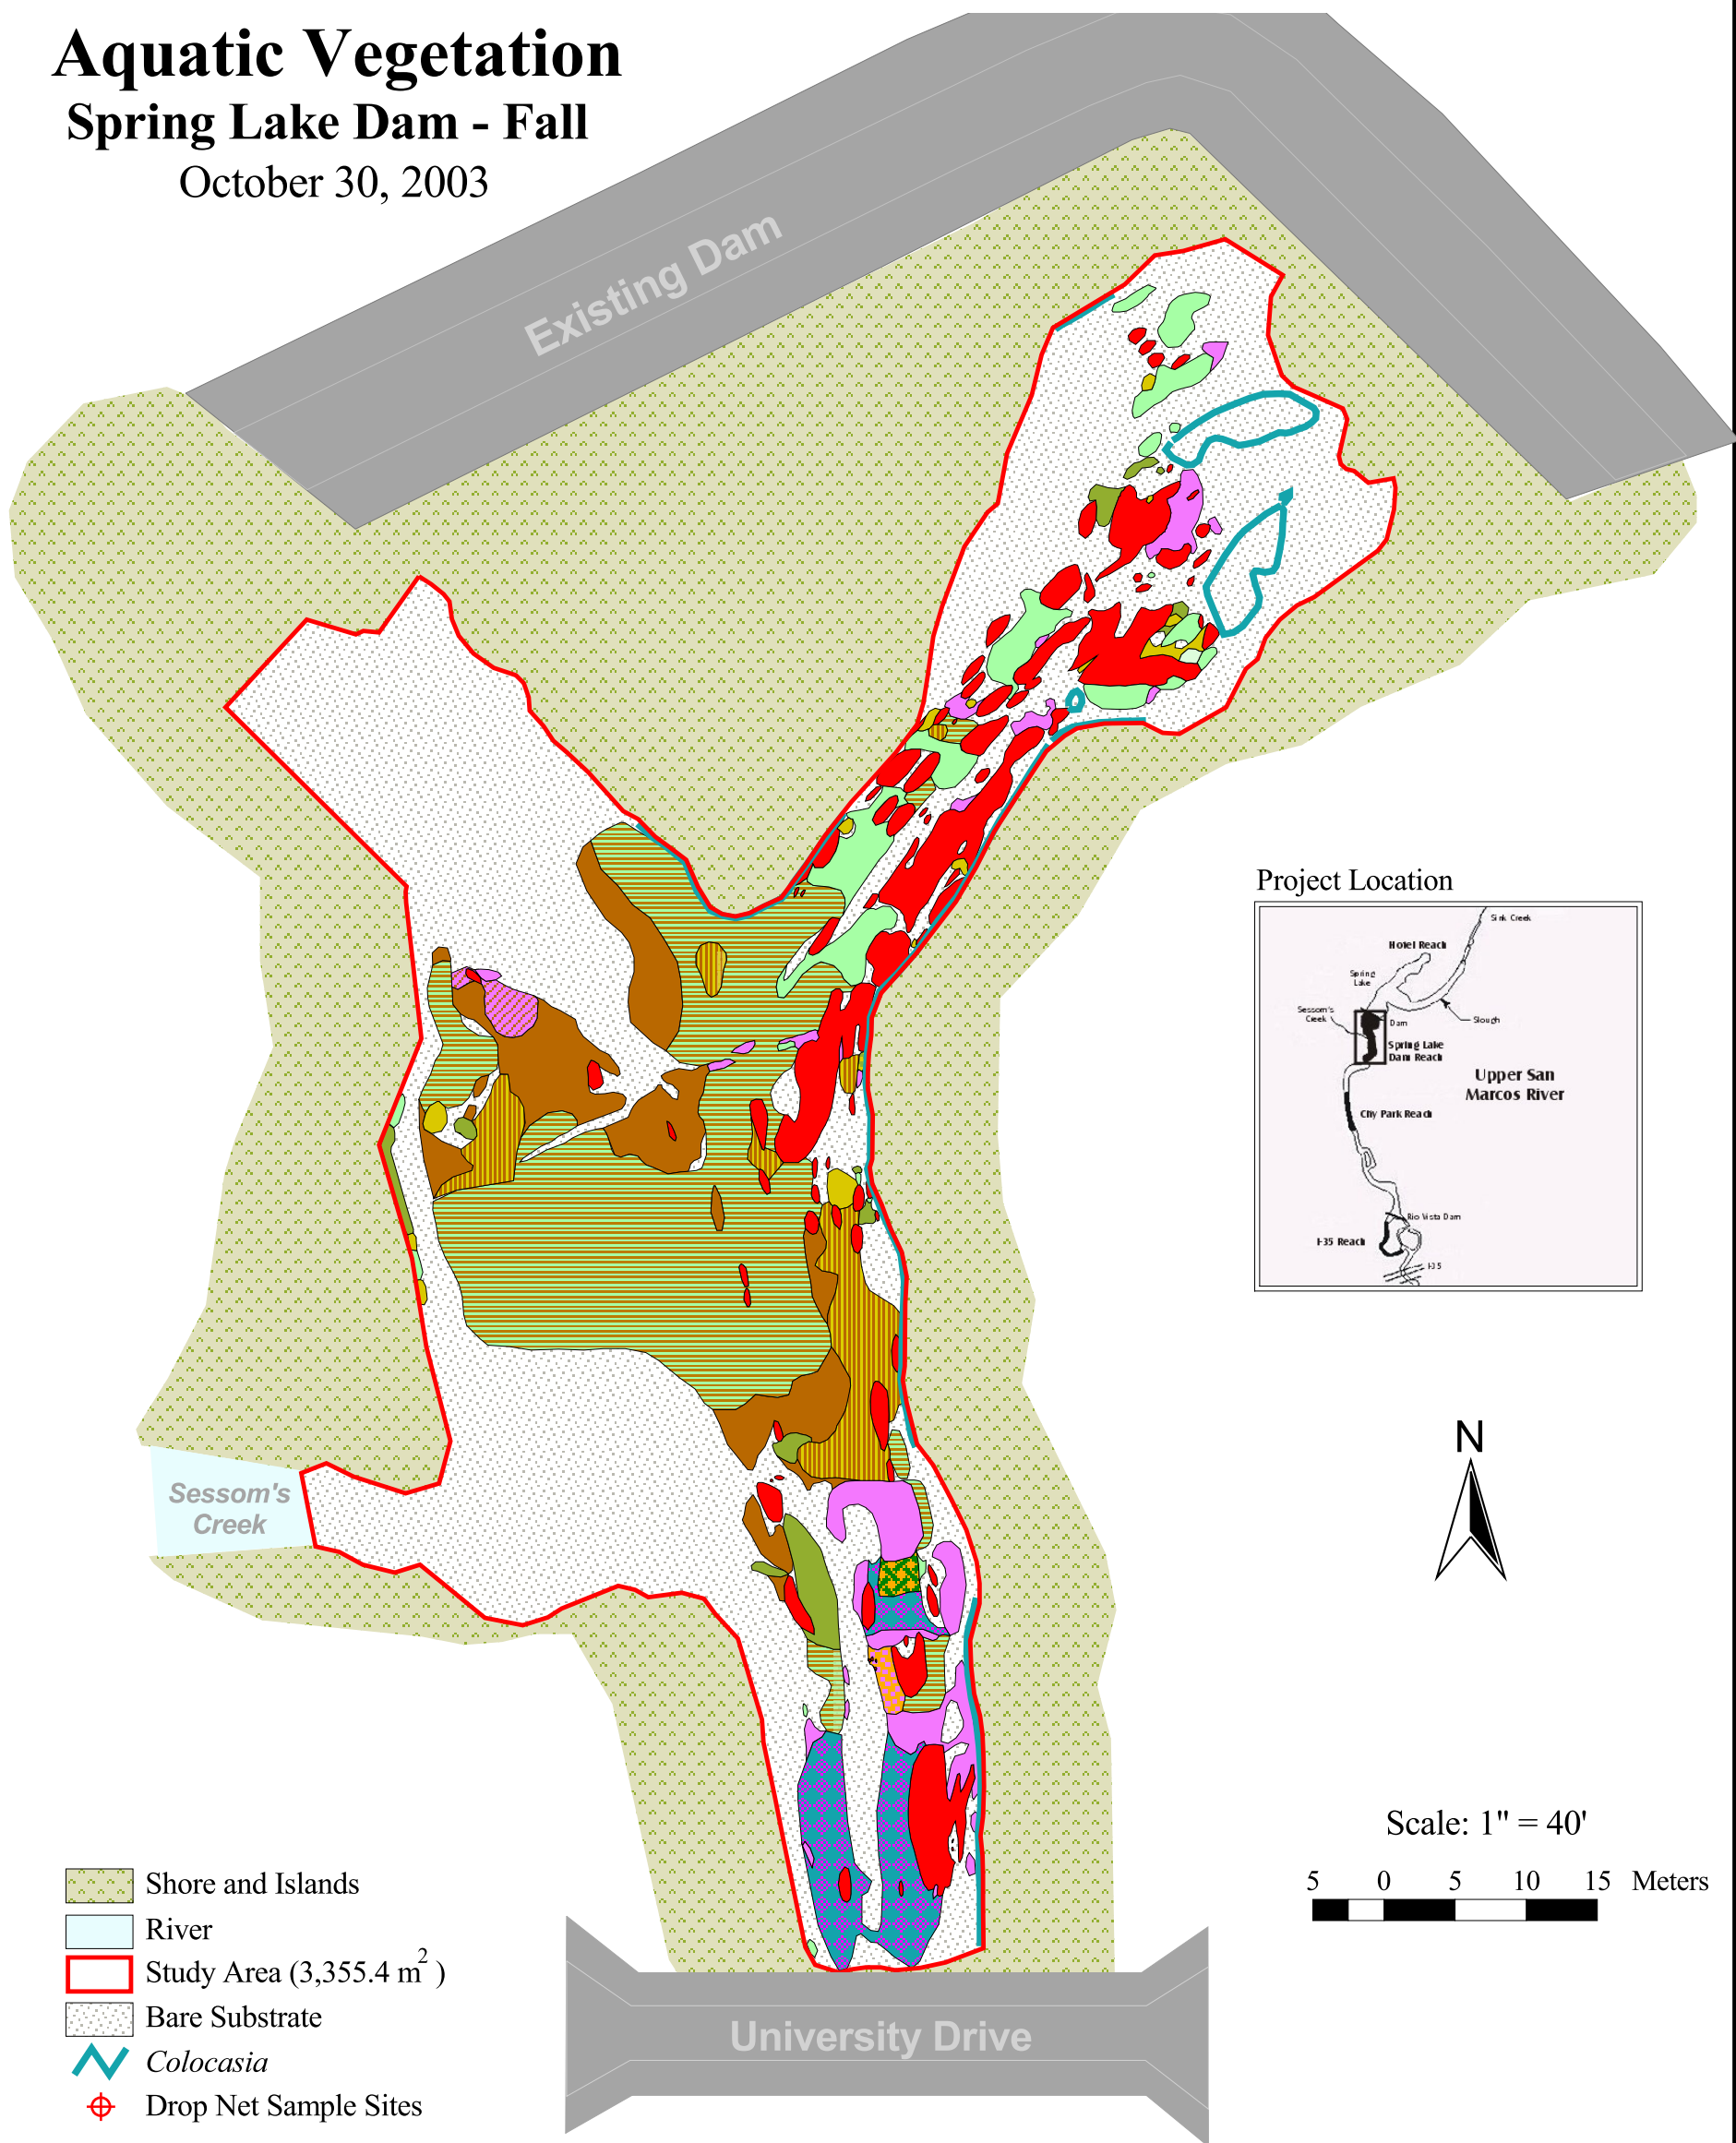 Aquatic Vegetation
Spring Lake Dam - Fall
October 30, 2003
Existing Dam
Project Location
Sink Creek
Hotel Reach
Spring
Lake
Sessom's
Creek
Dam
Slough
Spring Lake
Dam Reach
Upper San
Marcos River
City Park Reach
Rio Vista Dam
I-35 Reach
I-35
N
Sessom's
Creek
Scale: 1" = 40'
5 0 5 10 15 Meters
Shore and Islands
River
Study Area (3,355.4 m2 )
Bare Substrate
Colocasia
Drop Net Sample Sites
University Drive